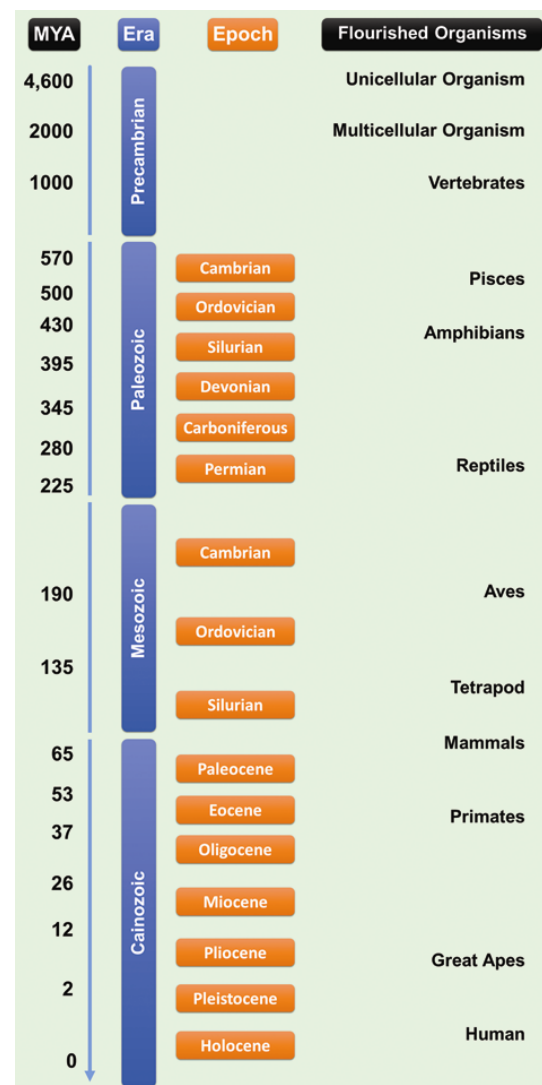 MYA Era Epoch Flourished Organisms
4,600 Unicellular Organism
Precambrian
2000 Multicellular Organism
1000 Vertebrates
570 Cambrian Pisces
500 Ordovician
430 Silurian Amphibians
Paleozoic
395 Devonian
345 Carboniferous
280 Permian Reptiles
225
Cambrian
190 Aves
Mesozoic
Ordovician
135
Silurian Tetrapod
65 Paleocene Mammals
53 Eocene Primates
37 Oligocene
26 Miocene
Cainozoic
12 Pliocene Great Apes
2 Pleistocene
Holocene Human
0